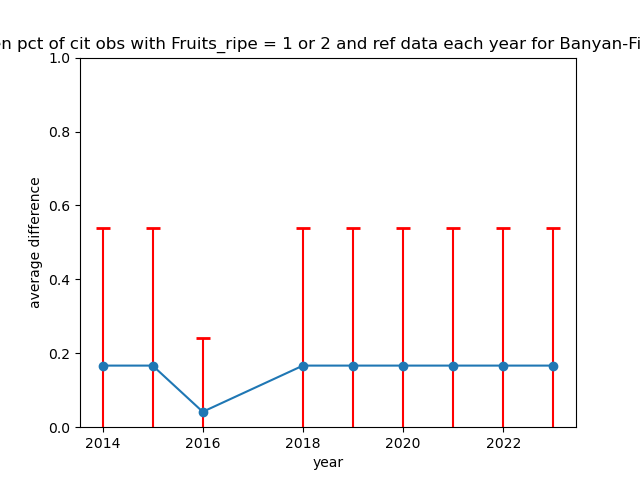 n pct of cit obs with Fruits_ripe = 1 or 2 and ref data each year for Banyan-Fi
1.0
0.8
0.6
0.4
0.2
0.0
average difference
2014 2016 2018 2020 2022
year